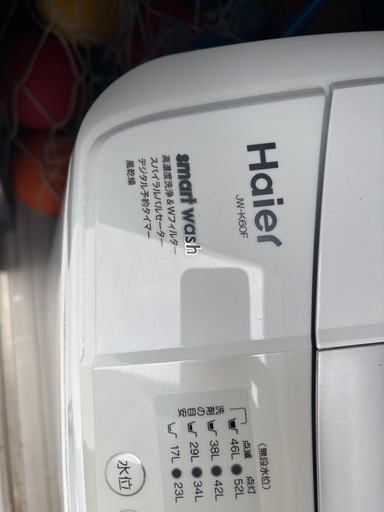 Haier
JW-K60F
smart wash
高濃度洗浄&Wフィルター
スパイラルパルセーター
デジタル予約タイマー
風乾燥
(無段水位)
点滅 点灯
46L 52L
38L 42L
29L 34L
17L 23L
洗剤の目安
水位